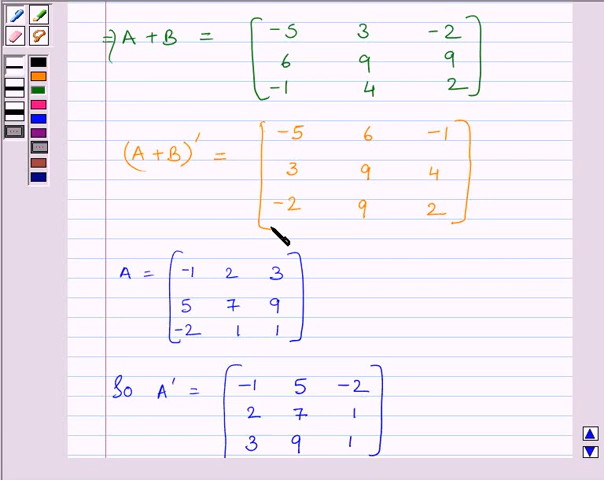 ⇒ A + B = [ -5 3 -2
6 9 9
-1 4 2 ]
(A + B)' = [ -5 6 -1
3 9 4
-2 9 2 ]
A = [ -1 2 3
5 7 9
-2 1 1 ]
So A' = [ -1 5 -2
2 7 1
3 9 1 ]